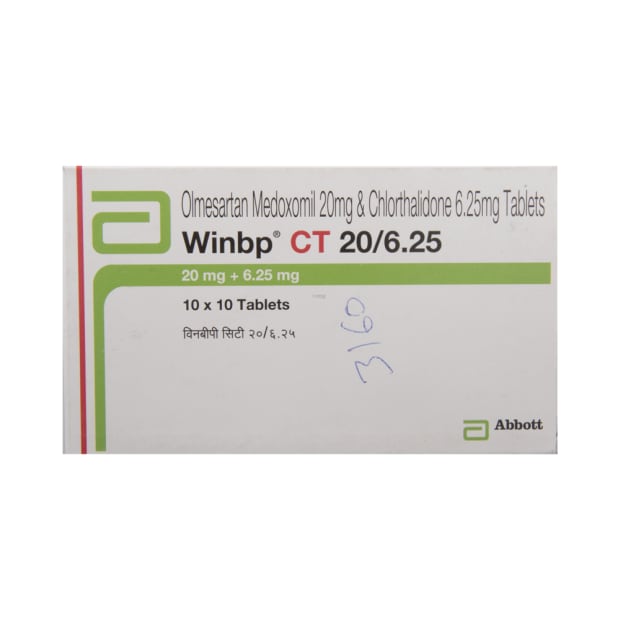 Olmesartan Medoxomil 20mg & Chlorthalidone 6.25mg Tablets
Winbp® CT 20/6.25
20 mg + 6.25 mg
10 x 10 Tablets
विनबीपी सिटी २०/६.२५
3160
Abbott